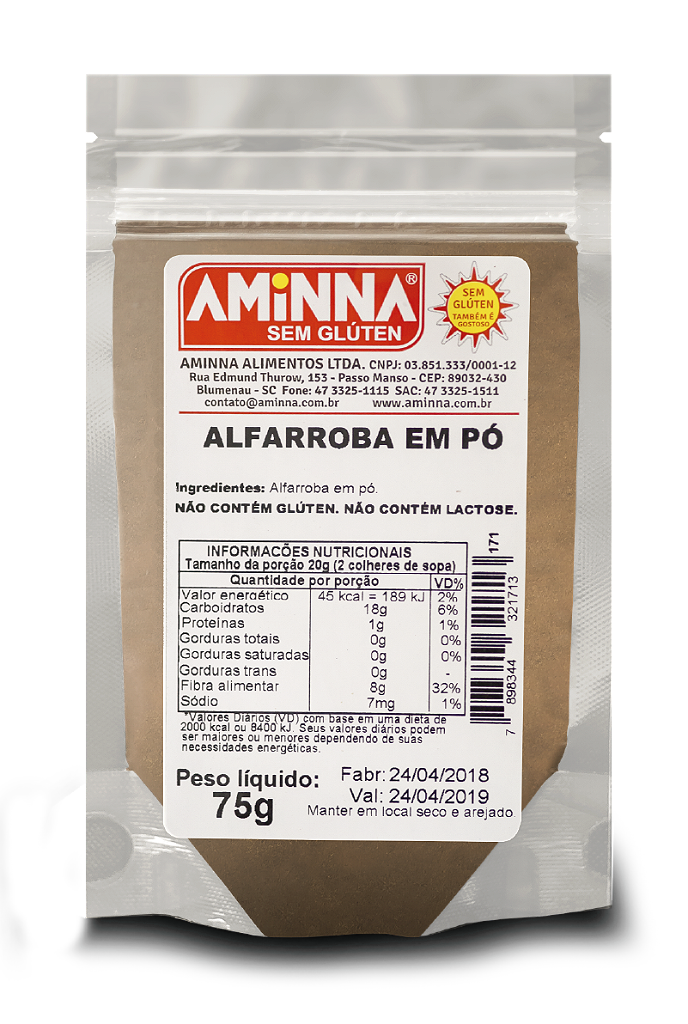 AMiNNA®
SEM GLÚTEN
SEM
GLÚTEN
TAMBÉM É
GOSTOSO
AMINNA ALIMENTOS LTDA. CNPJ: 03.851.333/0001-12
Rua Edmund Thurow, 153 - Passo Manso - CEP: 89032-430
Blumenau - SC Fone: 47 3325-1115 SAC: 47 3325-1511
contato@aminna.com.br www.aminna.com.br
ALFARROBA EM PÓ
Ingredientes: Alfarroba em pó.
NÃO CONTÉM GLÚTEN. NÃO CONTÉM LACTOSE.
INFORMACÕES NUTRICIONAIS
Tamanho da porção 20g (2 colheres de sopa)
Quantidade por porção VD%
Valor energético 45 kcal = 189 kJ 2%
Carboidratos 18g 6%
Proteínas 1g 1%
Gorduras totais 0g 0%
Gorduras saturadas 0g 0%
Gorduras trans 0g -
Fibra alimentar 8g 32%
Sódio 7mg 1%
*Valores Diários (VD) com base em uma dieta de
2000 kcal ou 8400 kJ. Seus valores diários podem
ser maiores ou menores dependendo de suas
necessidades energéticas.
171
7 898344 321713
Peso líquido:
75g
Fabr: 24/04/2018
Val: 24/04/2019
Manter em local seco e arejado.